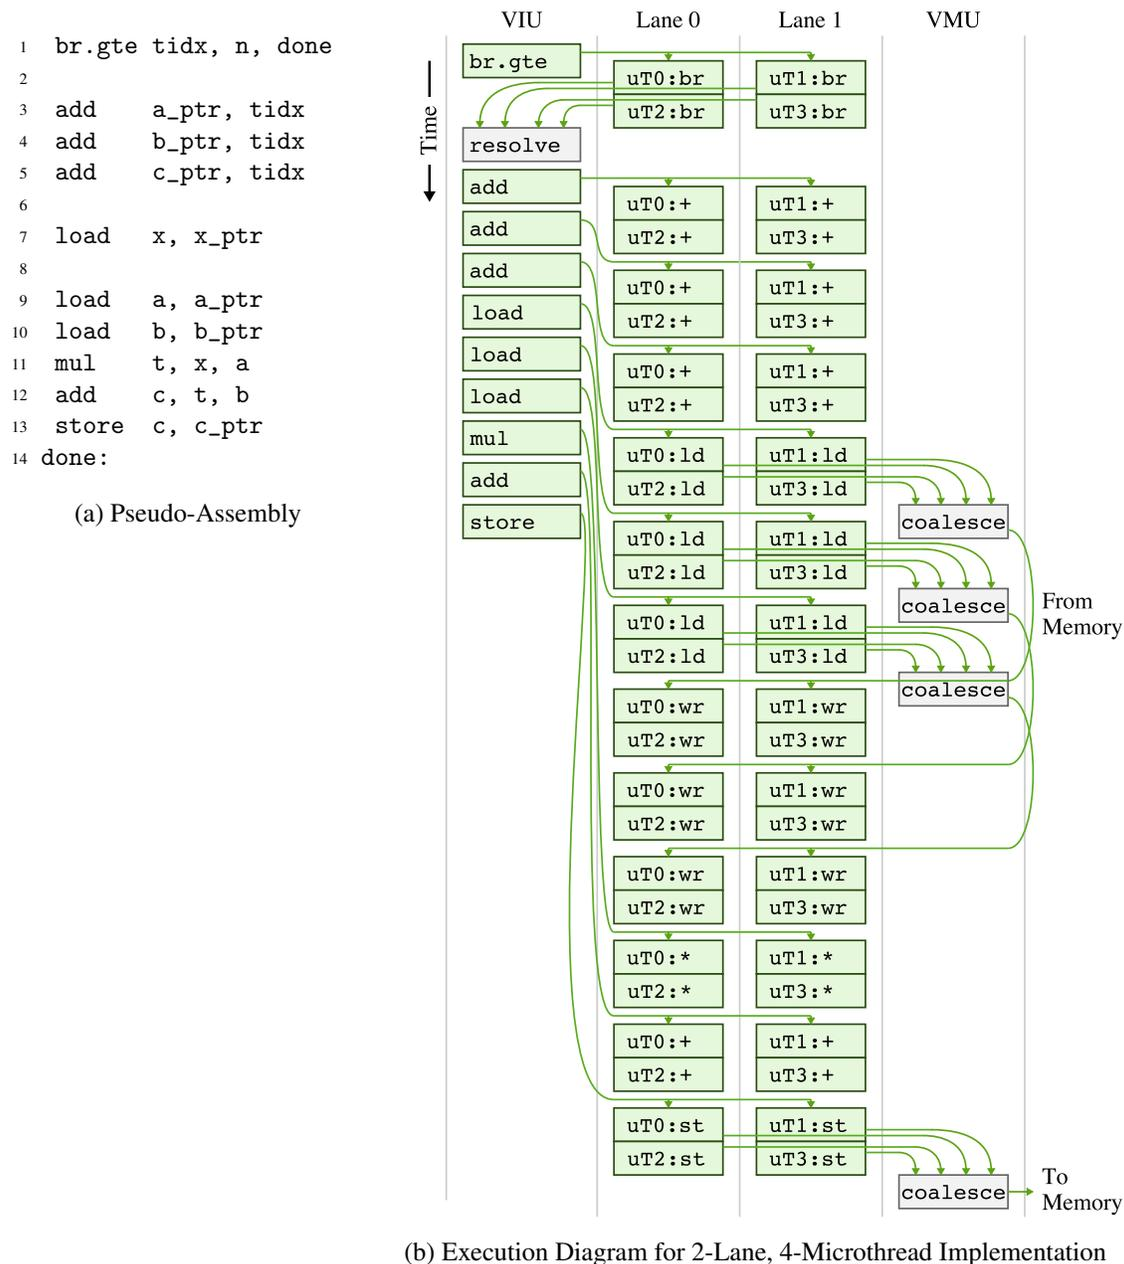 VIU Lane 0 Lane 1 VMU
1 br.gte tidx, n, done
2
3 add a_ptr, tidx
4 add b_ptr, tidx
5 add c_ptr, tidx
6
7 load x, x_ptr
8
9 load a, a_ptr
10 load b, b_ptr
11 mul t, x, a
12 add c, t, b
13 store c, c_ptr
14 done:
(a) Pseudo-Assembly
Time
br.gte
uT0:br uT1:br
uT2:br uT3:br
resolve
add
uT0:+ uT1:+
add
uT2:+ uT3:+
add
uT0:+ uT1:+
load
uT2:+ uT3:+
load
uT0:+ uT1:+
load
uT2:+ uT3:+
mul
uT0:ld uT1:ld
add
uT2:ld uT3:ld
store
coalesce
uT0:ld uT1:ld
uT2:ld uT3:ld
From
Memory
coalesce
uT0:ld uT1:ld
uT2:ld uT3:ld
coalesce
uT0:wr uT1:wr
uT2:wr uT3:wr
uT0:wr uT1:wr
uT2:wr uT3:wr
uT0:wr uT1:wr
uT2:wr uT3:wr
uT0:* uT1:*
uT2:* uT3:*
uT0:+ uT1:+
uT2:+ uT3:+
uT0:st uT1:st
uT2:st uT3:st
coalesce
To
Memory
(b) Execution Diagram for 2-Lane, 4-Microthread Implementation